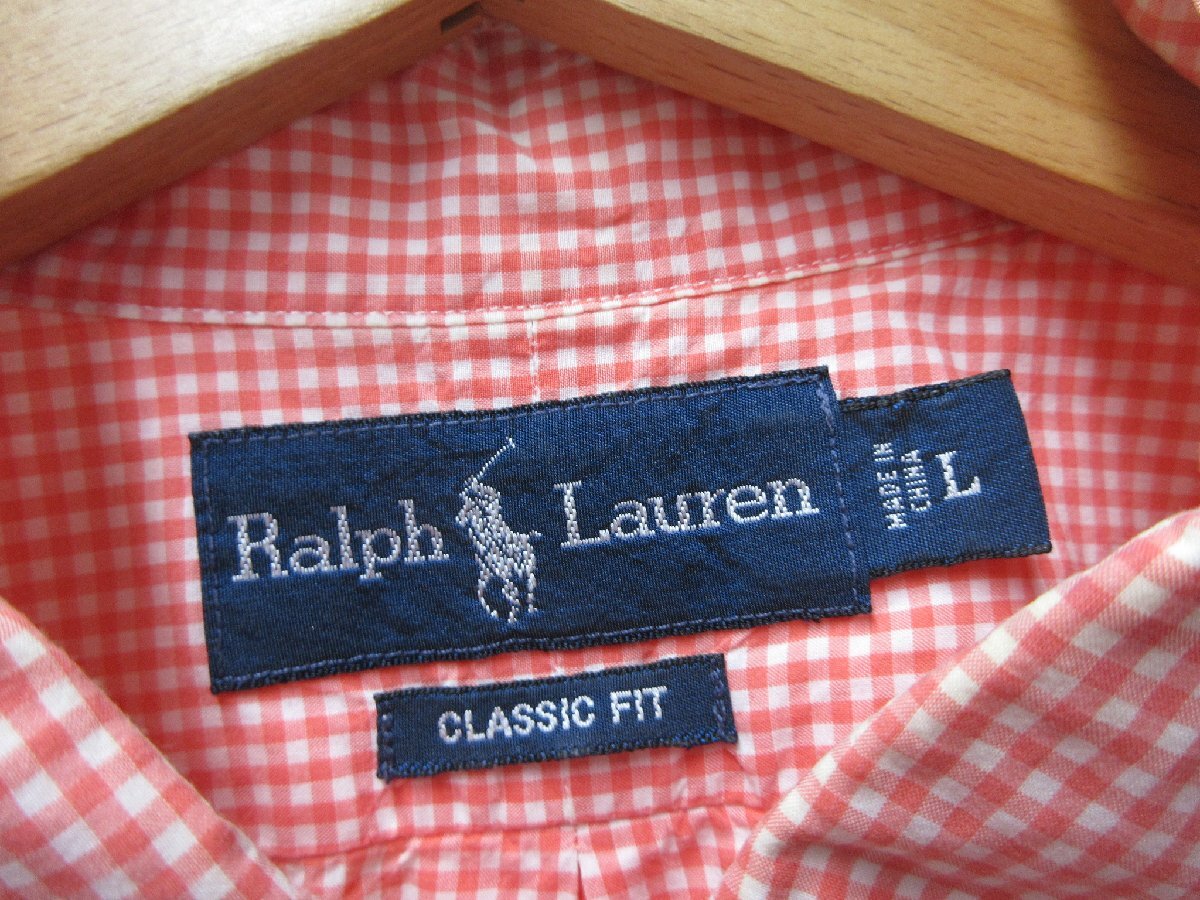 Ralph Lauren
MADE IN
CHINA
L
CLASSIC FIT